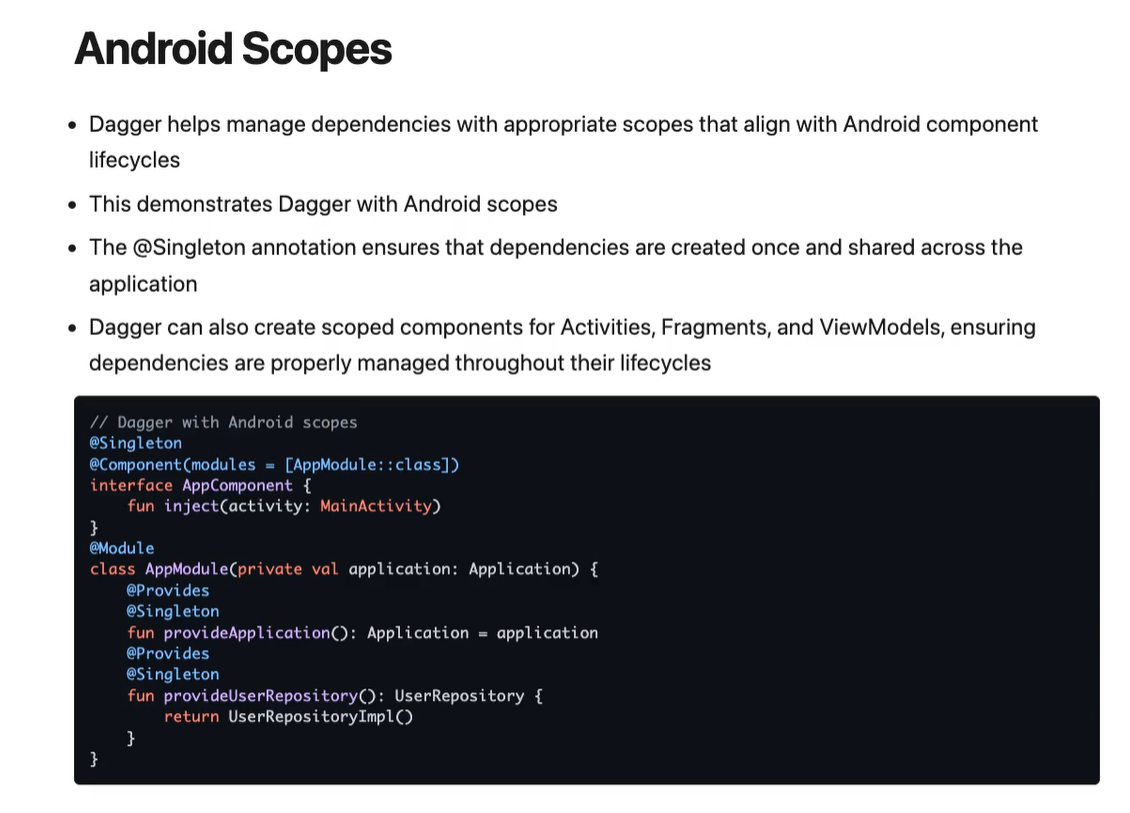 Android Scopes
• Dagger helps manage dependencies with appropriate scopes that align with Android component
lifecycles
• This demonstrates Dagger with Android scopes
• The @Singleton annotation ensures that dependencies are created once and shared across the
application
• Dagger can also create scoped components for Activities, Fragments, and ViewModels, ensuring
dependencies are properly managed throughout their lifecycles
// Dagger with Android scopes
@Singleton
@Component(modules = [AppModule::class])
interface AppComponent {
    fun inject(activity: MainActivity)
}
@Module
class AppModule(private val application: Application) {
    @Provides
    @Singleton
    fun provideApplication(): Application = application
    @Provides
    @Singleton
    fun provideUserRepository(): UserRepository {
        return UserRepositoryImpl()
    }
}